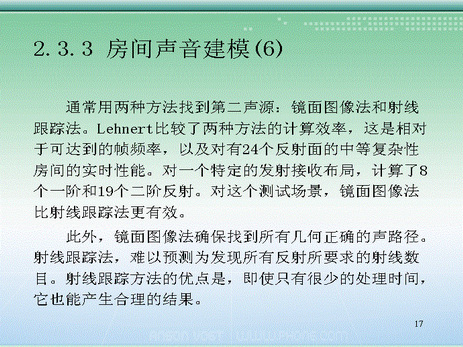 2.3.3 房间声音建模(6)
通常用两种方法找到第二声源：镜面图像法和射线
跟踪法。Lehnert比较了两种方法的计算效率，这是相对
于可达到的帧频率，以及对有24个反射面的中等复杂性
房间的实时性能。对一个特定的发射接收布局，计算了8
个一阶和19个二阶反射。对这个测试场景，镜面图像法
比射线跟踪法更有效。
此外，镜面图像法确保找到所有几何正确的声路径。
射线跟踪法，难以预测为发现所有反射所要求的射线数
目。射线跟踪方法的优点是，即使只有很少的处理时间，
它也能产生合理的结果。
17